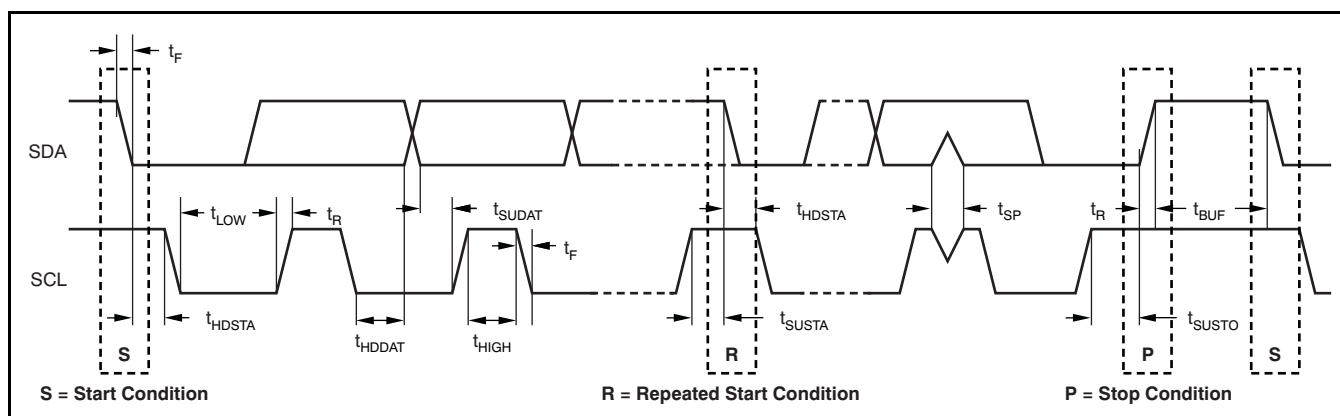 tF
SDA
tLOW
tR
tSUDAT
tHDSTA
tSP
tR
tBUF
tF
SCL
tHDSTA
tHDDAT
tHIGH
tSUSTA
tSUSTO
S
R
P
S
S = Start Condition
R = Repeated Start Condition
P = Stop Condition